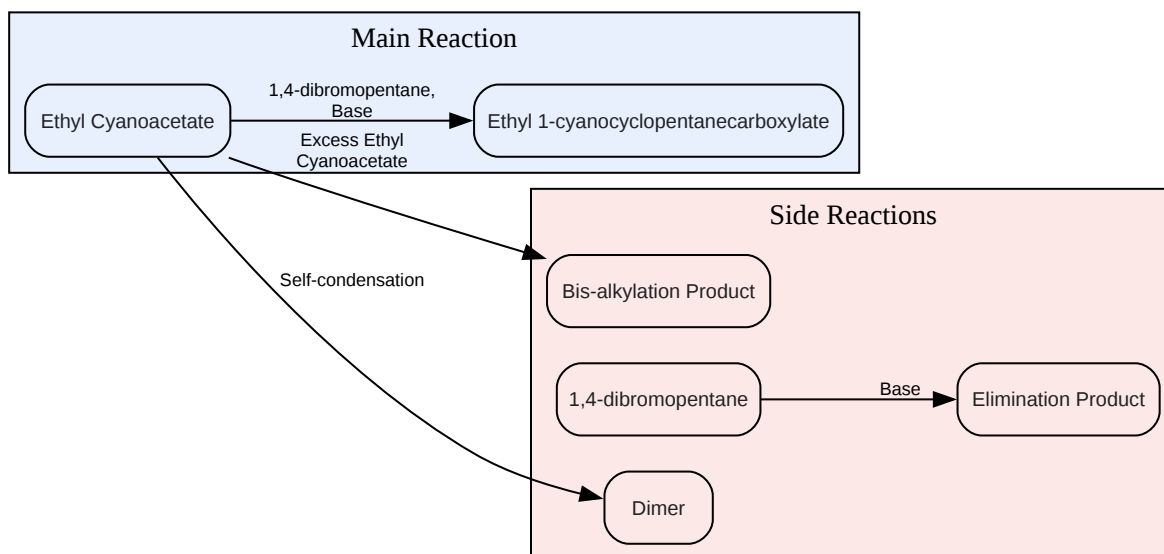 Main Reaction
Ethyl Cyanoacetate
1,4-dibromopentane,
Base
Ethyl 1-cyanocyclopentanecarboxylate
Excess Ethyl
Cyanoacetate
Side Reactions
Self-condensation
Bis-alkylation Product
1,4-dibromopentane
Base
Elimination Product
Dimer